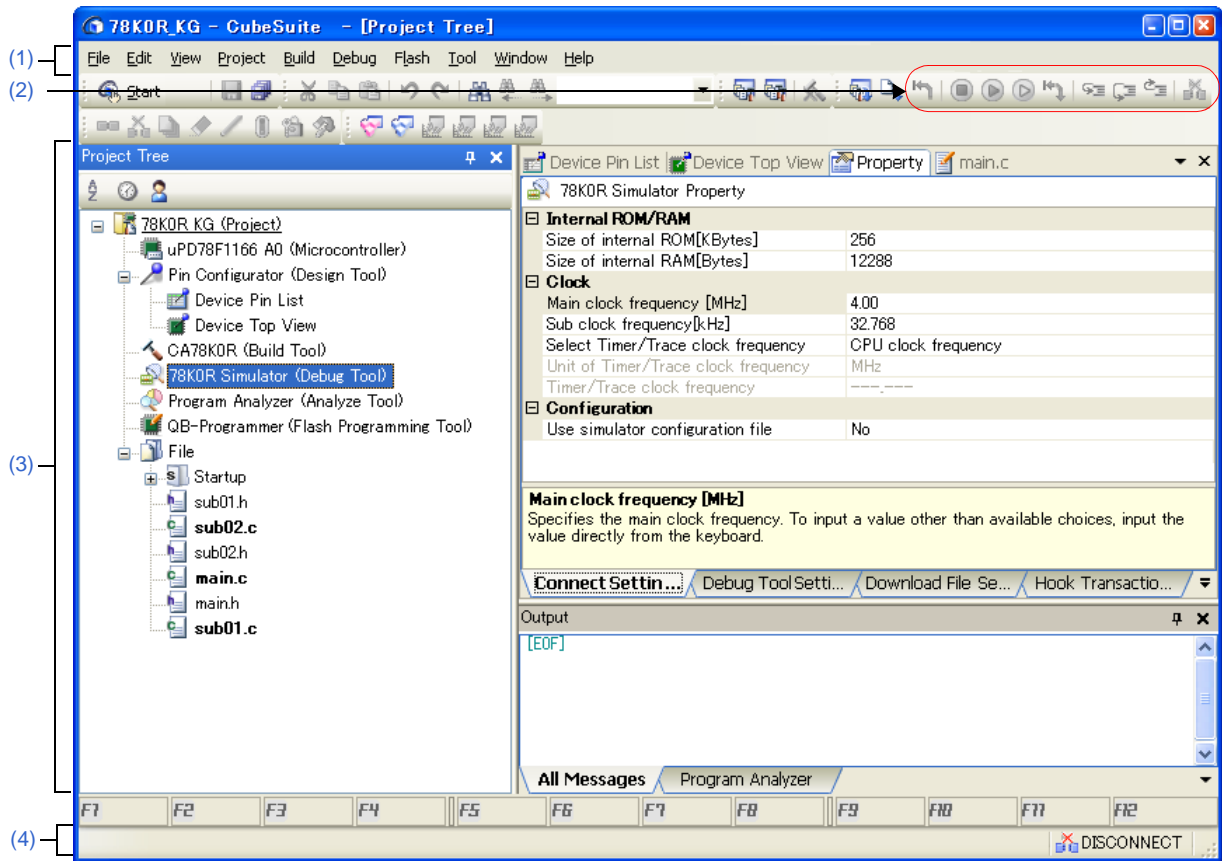 78K0R_KG - CubeSuite - [Project Tree]
(1)
File Edit View Project Build Debug Flash Tool Window Help
(2)
Start
(3)
Project Tree
78K0R KG (Project)
uPD78F1166 A0 (Microcontroller)
Pin Configurator (Design Tool)
Device Pin List
Device Top View
CA78K0R (Build Tool)
78K0R Simulator (Debug Tool)
Program Analyzer (Analyze Tool)
QB-Programmer (Flash Programming Tool)
File
Startup
sub01.h
sub02.c
sub02.h
main.c
main.h
sub01.c
Device Pin List Device Top View Property main.c
78K0R Simulator Property
Internal ROM/RAM
Size of internal ROM[KBytes] 256
Size of internal RAM[Bytes] 12288
Clock
Main clock frequency [MHz] 4.00
Sub clock frequency[kHz] 32.768
Select Timer/Trace clock frequency CPU clock frequency
Unit of Timer/Trace clock frequency MHz
Timer/Trace clock frequency ---.---
Configuration
Use simulator configuration file No
Main clock frequency [MHz]
Specifies the main clock frequency. To input a value other than available choices, input the
value directly from the keyboard.
Connect Settin... Debug Tool Setti... Download File Se... Hook Transactio...
Output
[EOF]
All Messages Program Analyzer
F1 F2 F3 F4 F5 F6 F7 F8 F9 F10 F11 F12
(4)
DISCONNECT